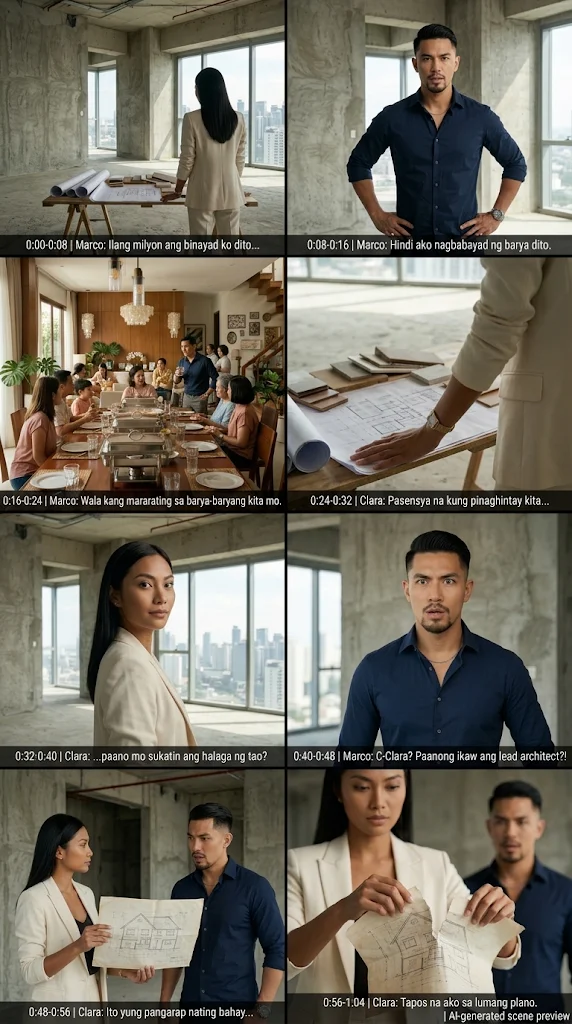 0:00-0:08 | Marco: Ilang milyon ang binayad ko dito...
0:08-0:16 | Marco: Hindi ako nagbabayad ng barya dito.
0:16-0:24 | Marco: Wala kang mararating sa barya-baryang kita mo.
0:24-0:32 | Clara: Pasensya na kung pinaghintay kita...
0:32-0:40 | Clara: ...paano mo sukatin ang halaga ng tao?
0:40-0:48 | Marco: C-Clara? Paanong ikaw ang lead architect?!
0:48-0:56 | Clara: Ito yung pangarap nating bahay...
0:56-1:04 | Clara: Tapos na ako sa lumang plano.
| AI-generated scene preview